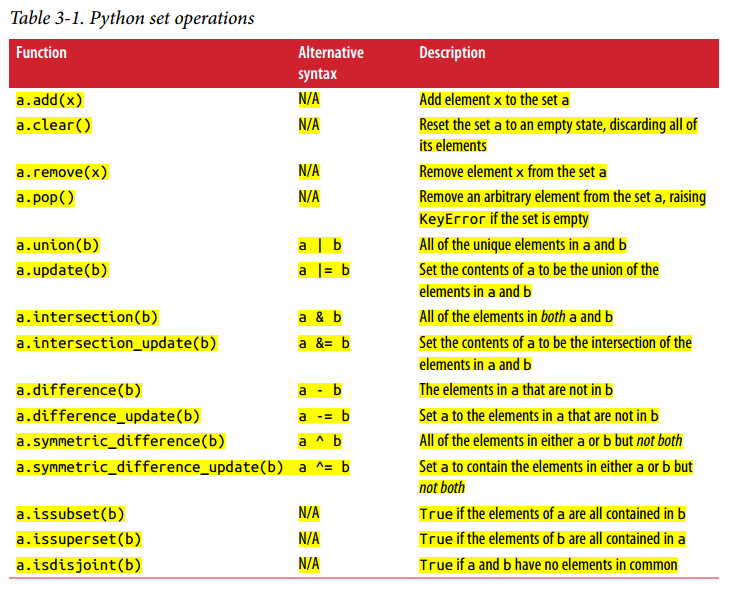 Table 3-1. Python set operations
Function Alternative syntax Description
a.add(x) N/A Add element x to the set a
a.clear() N/A Reset the set a to an empty state, discarding all of
its elements
a.remove(x) N/A Remove element x from the set a
a.pop() N/A Remove an arbitrary element from the set a, raising
KeyError if the set is empty
a.union(b) a | b All of the unique elements in a and b
a.update(b) a |= b Set the contents of a to be the union of the
elements in a and b
a.intersection(b) a & b All of the elements in both a and b
a.intersection_update(b) a &= b Set the contents of a to be the intersection of the
elements in a and b
a.difference(b) a - b The elements in a that are not in b
a.difference_update(b) a -= b Set a to the elements in a that are not in b
a.symmetric_difference(b) a ^ b All of the elements in either a or b but not both
a.symmetric_difference_update(b) a ^= b Set a to contain the elements in either a or b but
not both
a.issubset(b) N/A True if the elements of a are all contained in b
a.issuperset(b) N/A True if the elements of b are all contained in a
a.isdisjoint(b) N/A True if a and b have no elements in common